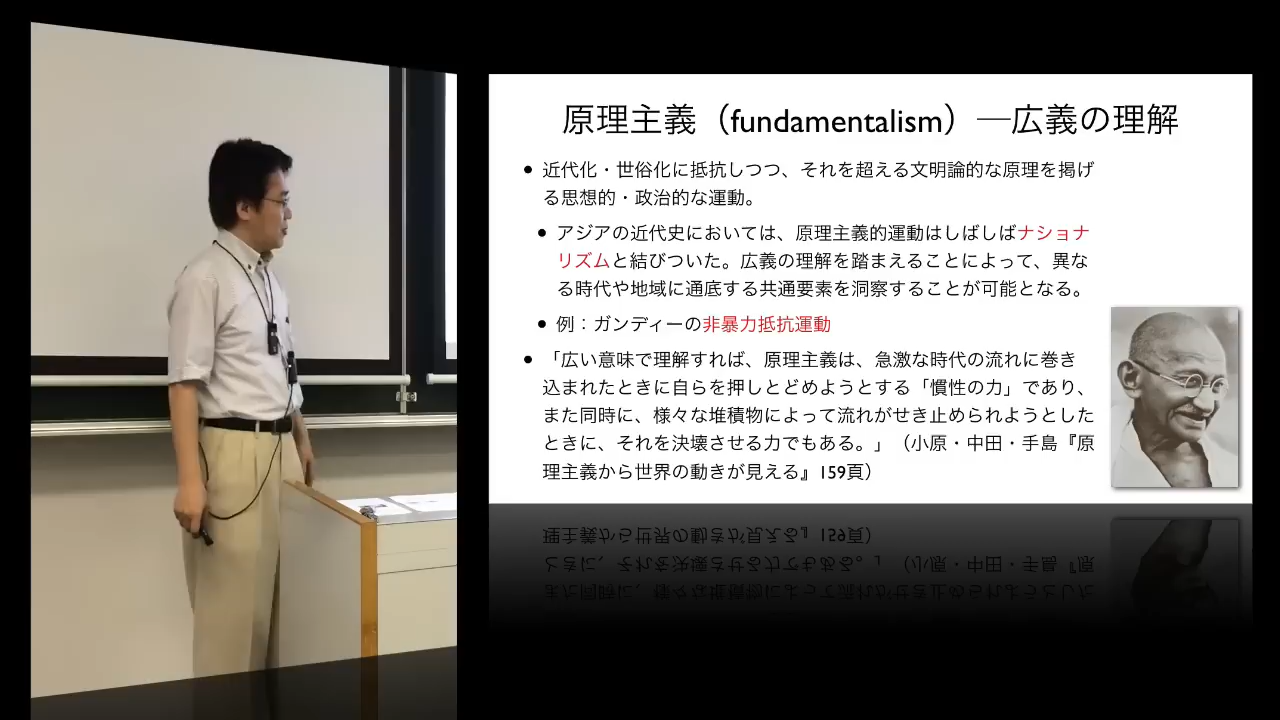 原理主義（fundamentalism）―広義の理解
● 近代化・世俗化に抵抗しつつ、それを超える文明論的な原理を掲げ
る思想的・政治的な運動。
● アジアの近代史においては、原理主義的運動はしばしばナショナ
リズムと結びついた。広義の理解を踏まえることによって、異な
る時代や地域に通底する共通要素を洞察することが可能となる。
● 例：ガンディーの非暴力抵抗運動
● 「広い意味で理解すれば、原理主義は、急激な時代の流れに巻き
込まれたときに自らを押しとどめようとする「慣性の力」であり、
また同時に、様々な堆積物によって流れがせき止められようとした
ときに、それを決壊させる力でもある。」（小原・中田・手島『原
理主義から世界の動きが見える』159頁）